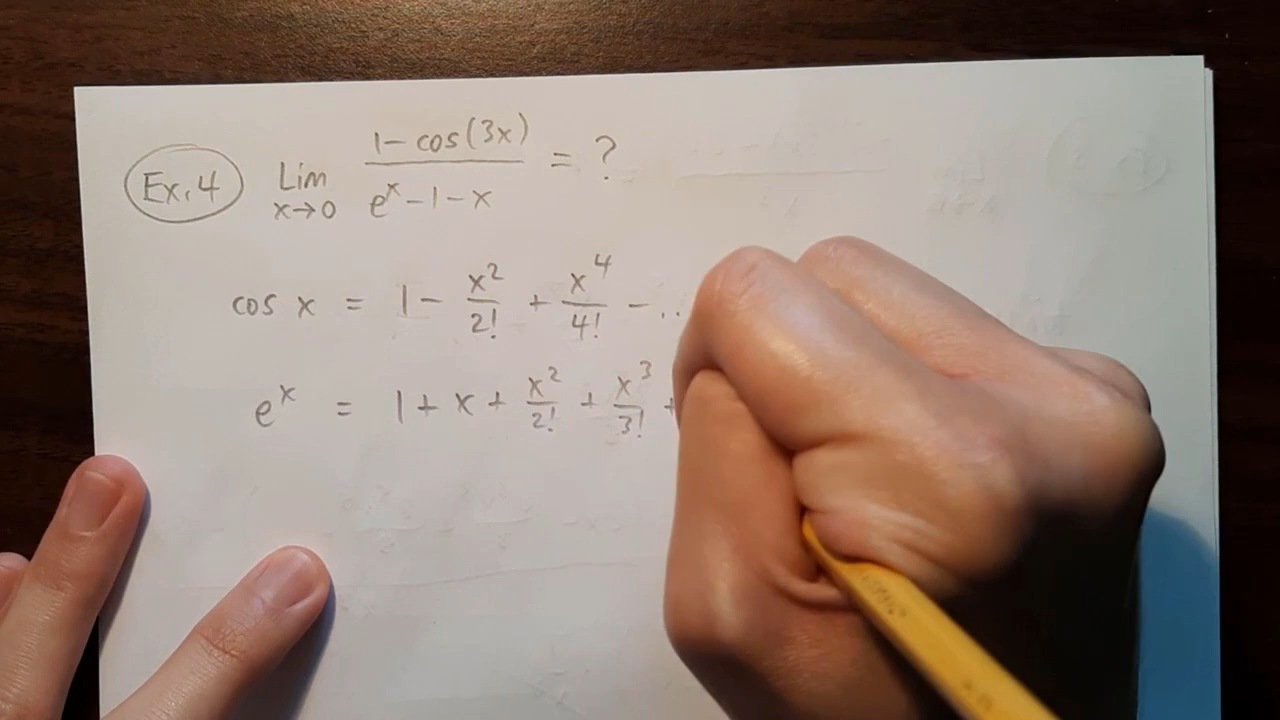 Ex. 4 Lim x→0 (1 - cos(3x)) / (e^x - 1 - x) = ?
cos x = 1 - x^2/2! + x^4/4! - ...
e^x = 1 + x + x^2/2! + x^3/3! +